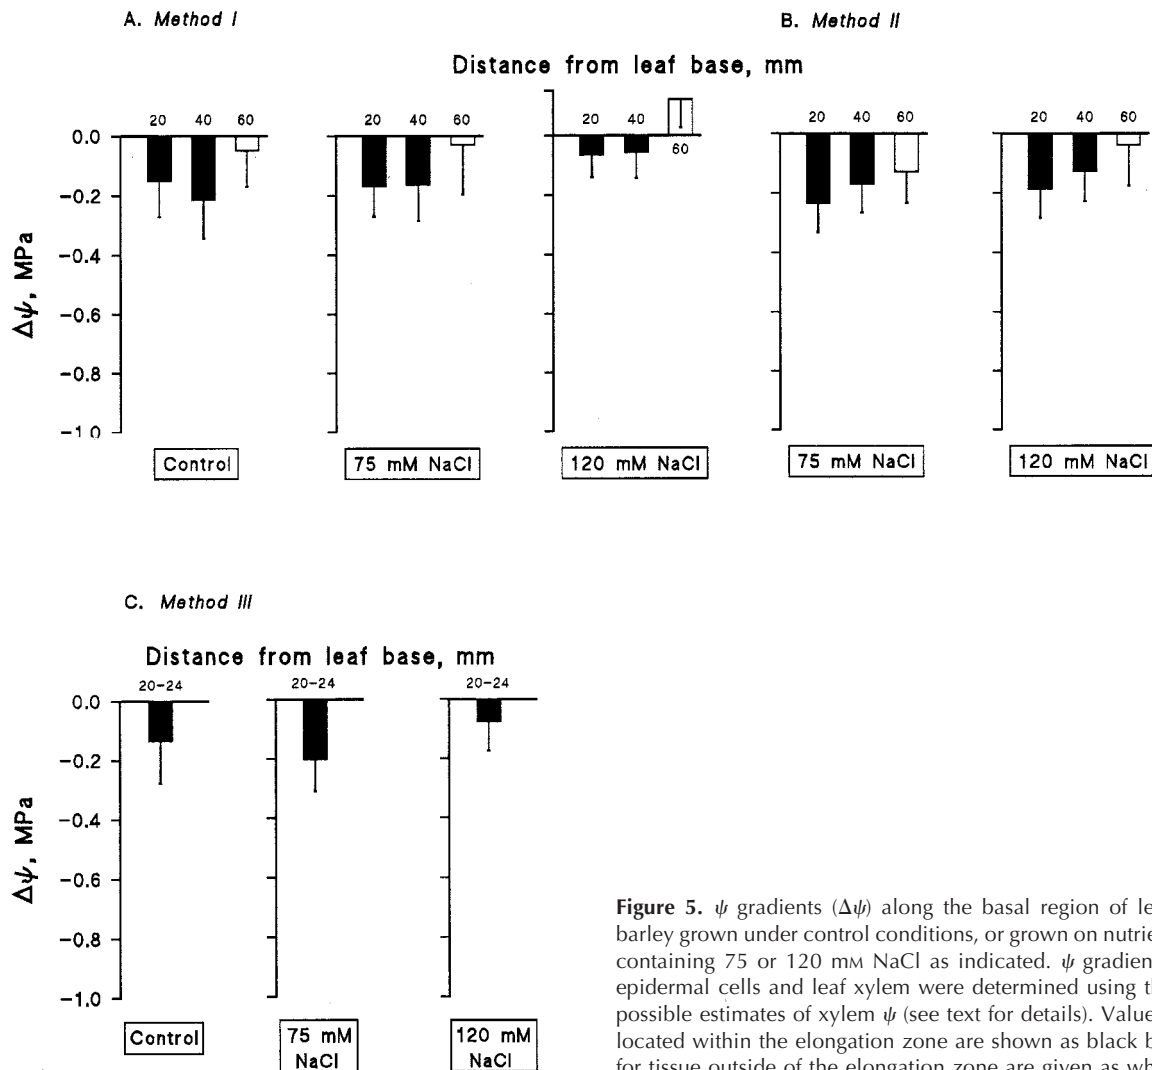 A. Method I
B. Method II
Distance from leaf base, mm
20 40 60
20 40 60
20 40
60
20 40 60
20 40 60
0.0
−0.2
−0.4
−0.6
−0.8
−1.0
Δψ, MPa
Control
75 mM NaCl
120 mM NaCl
75 mM NaCl
120 mM NaCl
C. Method III
Distance from leaf base, mm
20−24
20−24
20−24
0.0
−0.2
−0.4
−0.6
−0.8
−1.0
Δψ, MPa
Control
75 mM
NaCl
120 mM
NaCl
Figure 5. ψ gradients (Δψ) along the basal region of le
barley grown under control conditions, or grown on nutrie
containing 75 or 120 mM NaCl as indicated. ψ gradien
epidermal cells and leaf xylem were determined using th
possible estimates of xylem ψ (see text for details). Value
located within the elongation zone are shown as black b
for tissue outside of the elongation zone are given as wh